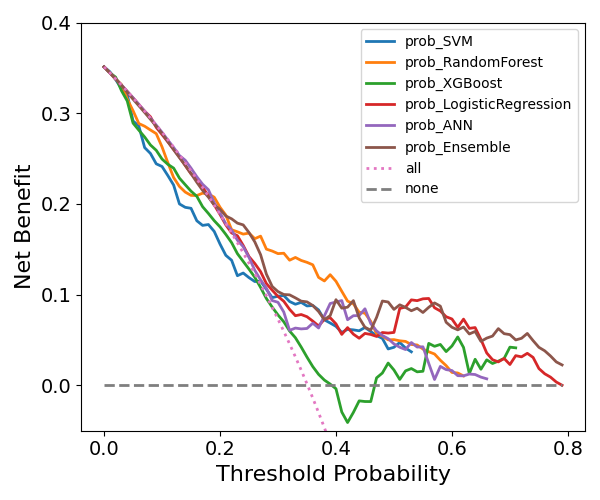 0.4
0.3
0.2
0.1
0.0
Net Benefit
prob_SVM
prob_RandomForest
prob_XGBoost
prob_LogisticRegression
prob_ANN
prob_Ensemble
all
none
0.0 0.2 0.4 0.6 0.8
Threshold Probability